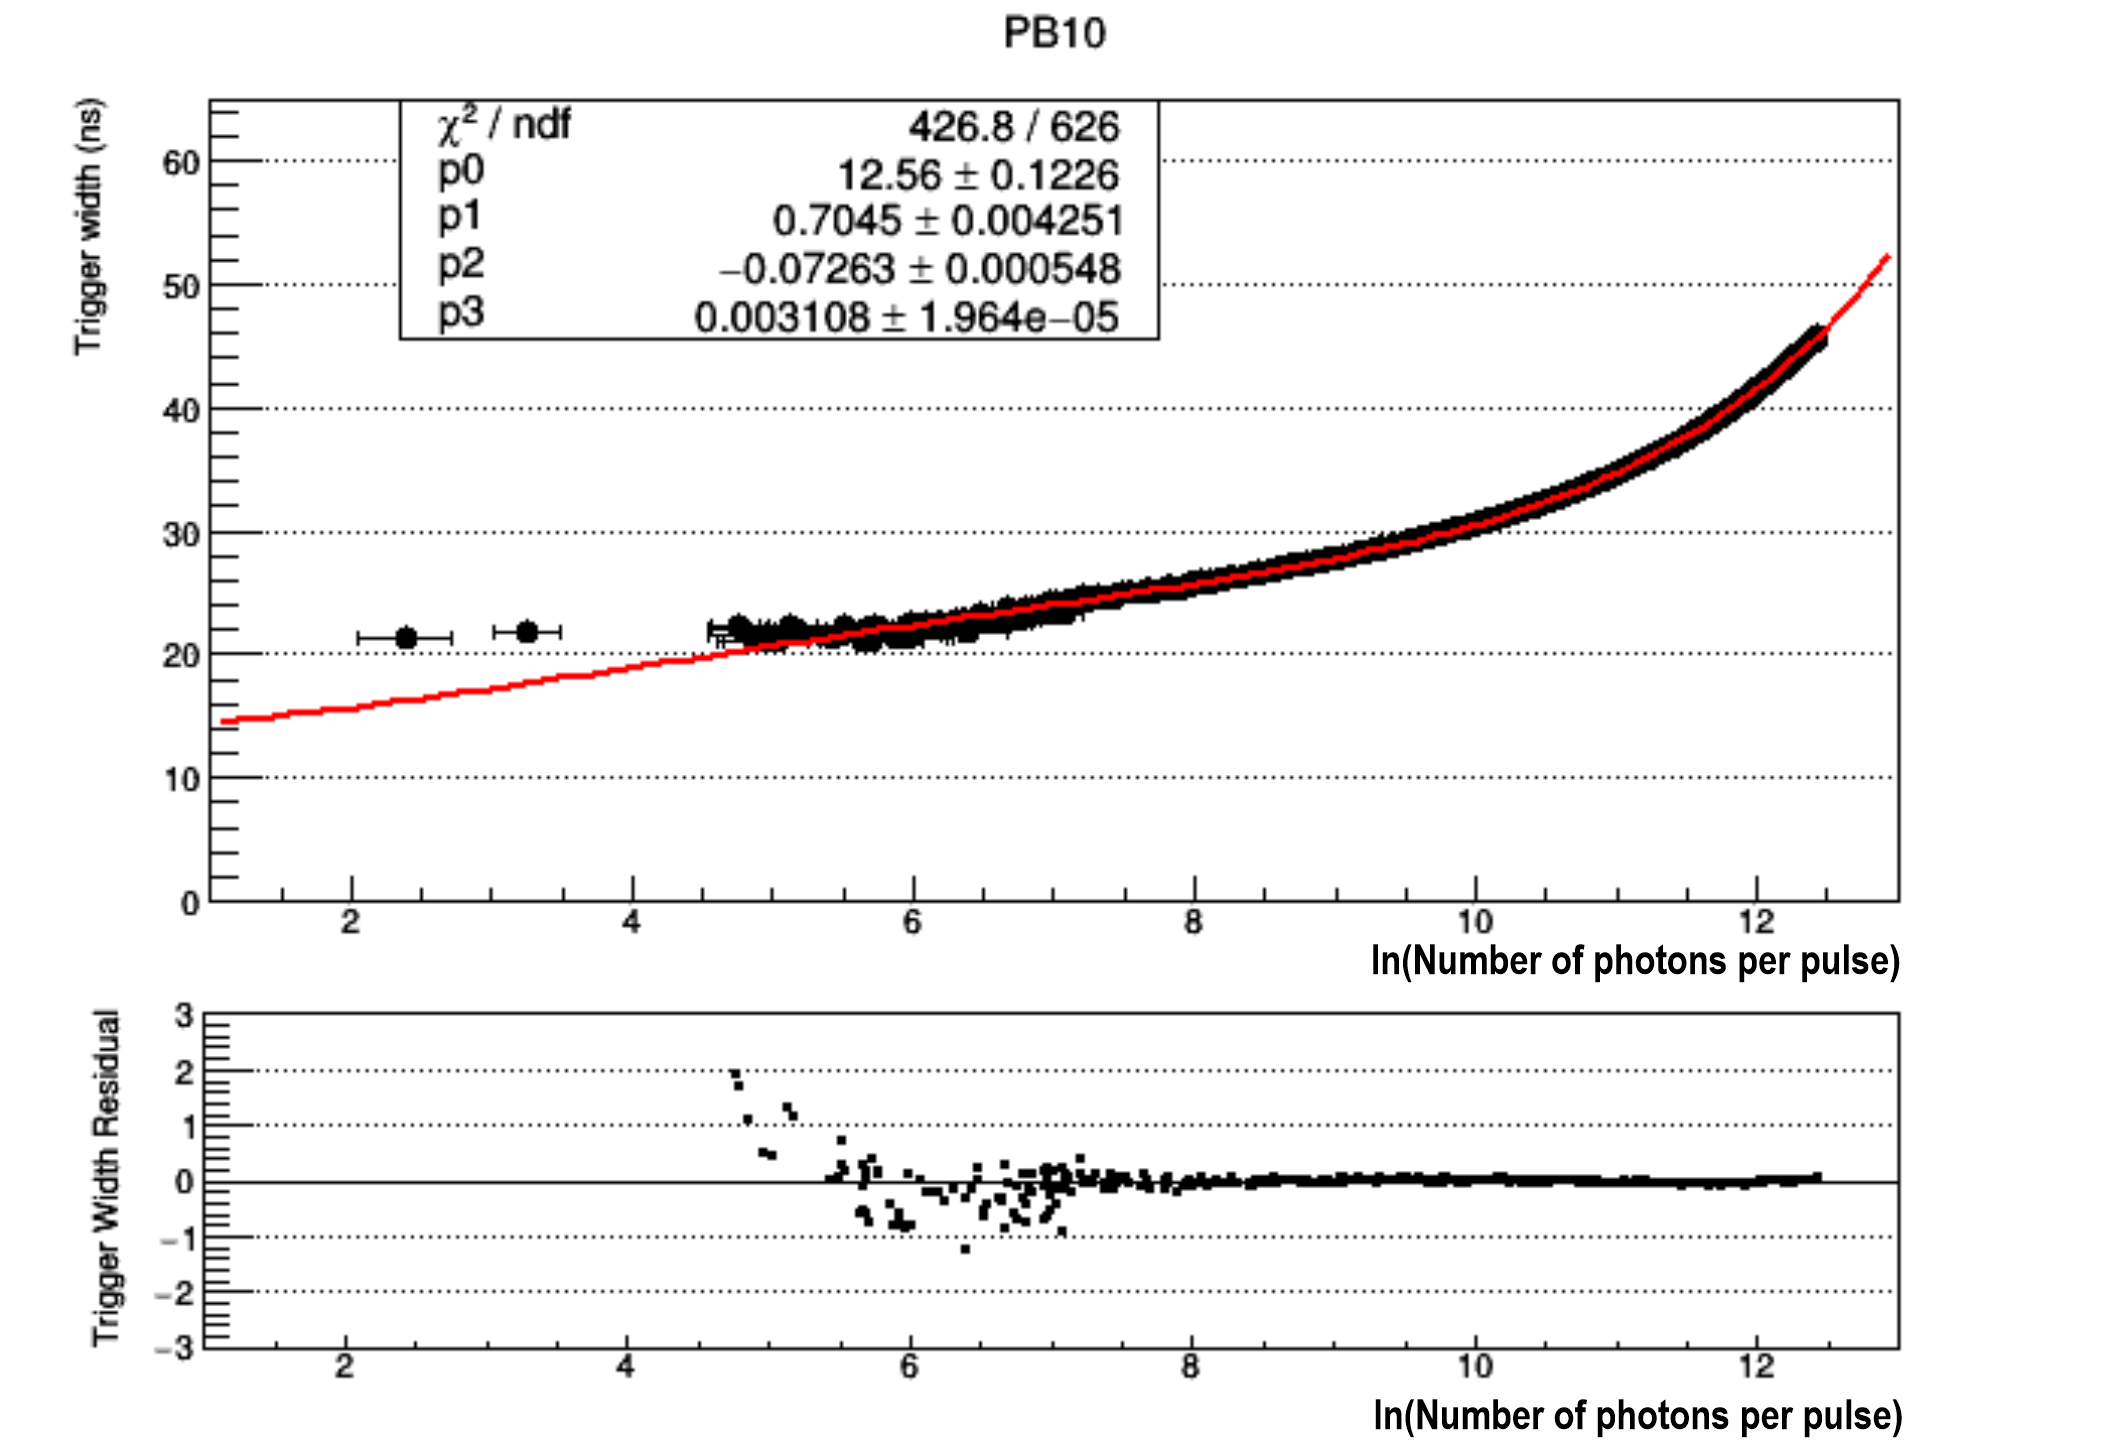 PB10
Trigger width (ns)
χ² / ndf 426.8 / 626
p0 12.56 ± 0.1226
p1 0.7045 ± 0.004251
p2 −0.07263 ± 0.000548
p3 0.003108 ± 1.964e−05
60
50
40
30
20
10
0
2 4 6 8 10 12
ln(Number of photons per pulse)
Trigger Width Residual
3
2
1
0
−1
−2
−3
2 4 6 8 10 12
ln(Number of photons per pulse)